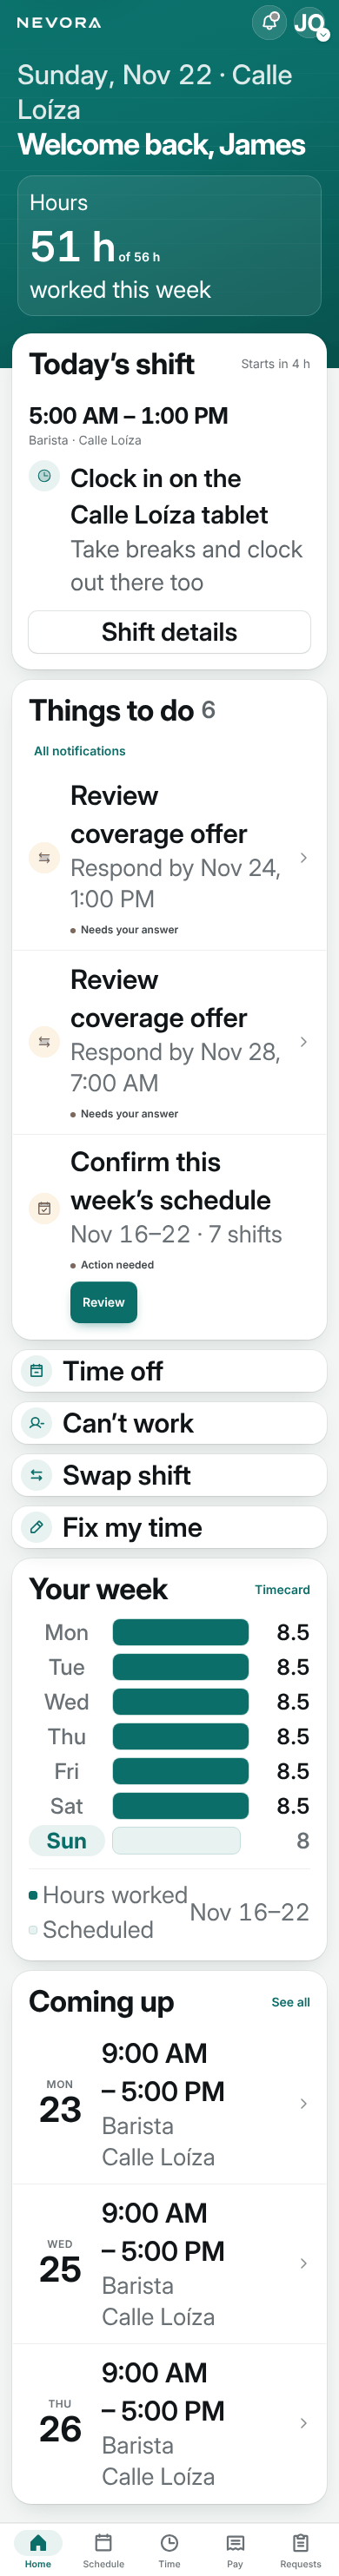 NEVORA
JO
Sunday, Nov 22 · Calle
Loíza
Welcome back, James
Hours
51 h of 56 h
worked this week
Today’s shift
Starts in 4 h
5:00 AM – 1:00 PM
Barista · Calle Loíza
Clock in on the
Calle Loíza tablet
Take breaks and clock
out there too
Shift details
Things to do 6
All notifications
Review
coverage offer
Respond by Nov 24,
1:00 PM
Needs your answer
Review
coverage offer
Respond by Nov 28,
7:00 AM
Needs your answer
Confirm this
week’s schedule
Nov 16–22 · 7 shifts
Action needed
Review
Time off
Can’t work
Swap shift
Fix my time
Your week
Timecard
Mon 8.5
Tue 8.5
Wed 8.5
Thu 8.5
Fri 8.5
Sat 8.5
Sun 8
Hours worked
Scheduled
Nov 16–22
Coming up
See all
MON
23
9:00 AM
– 5:00 PM
Barista
Calle Loíza
WED
25
9:00 AM
– 5:00 PM
Barista
Calle Loíza
THU
26
9:00 AM
– 5:00 PM
Barista
Calle Loíza
Home
Schedule
Time
Pay
Requests